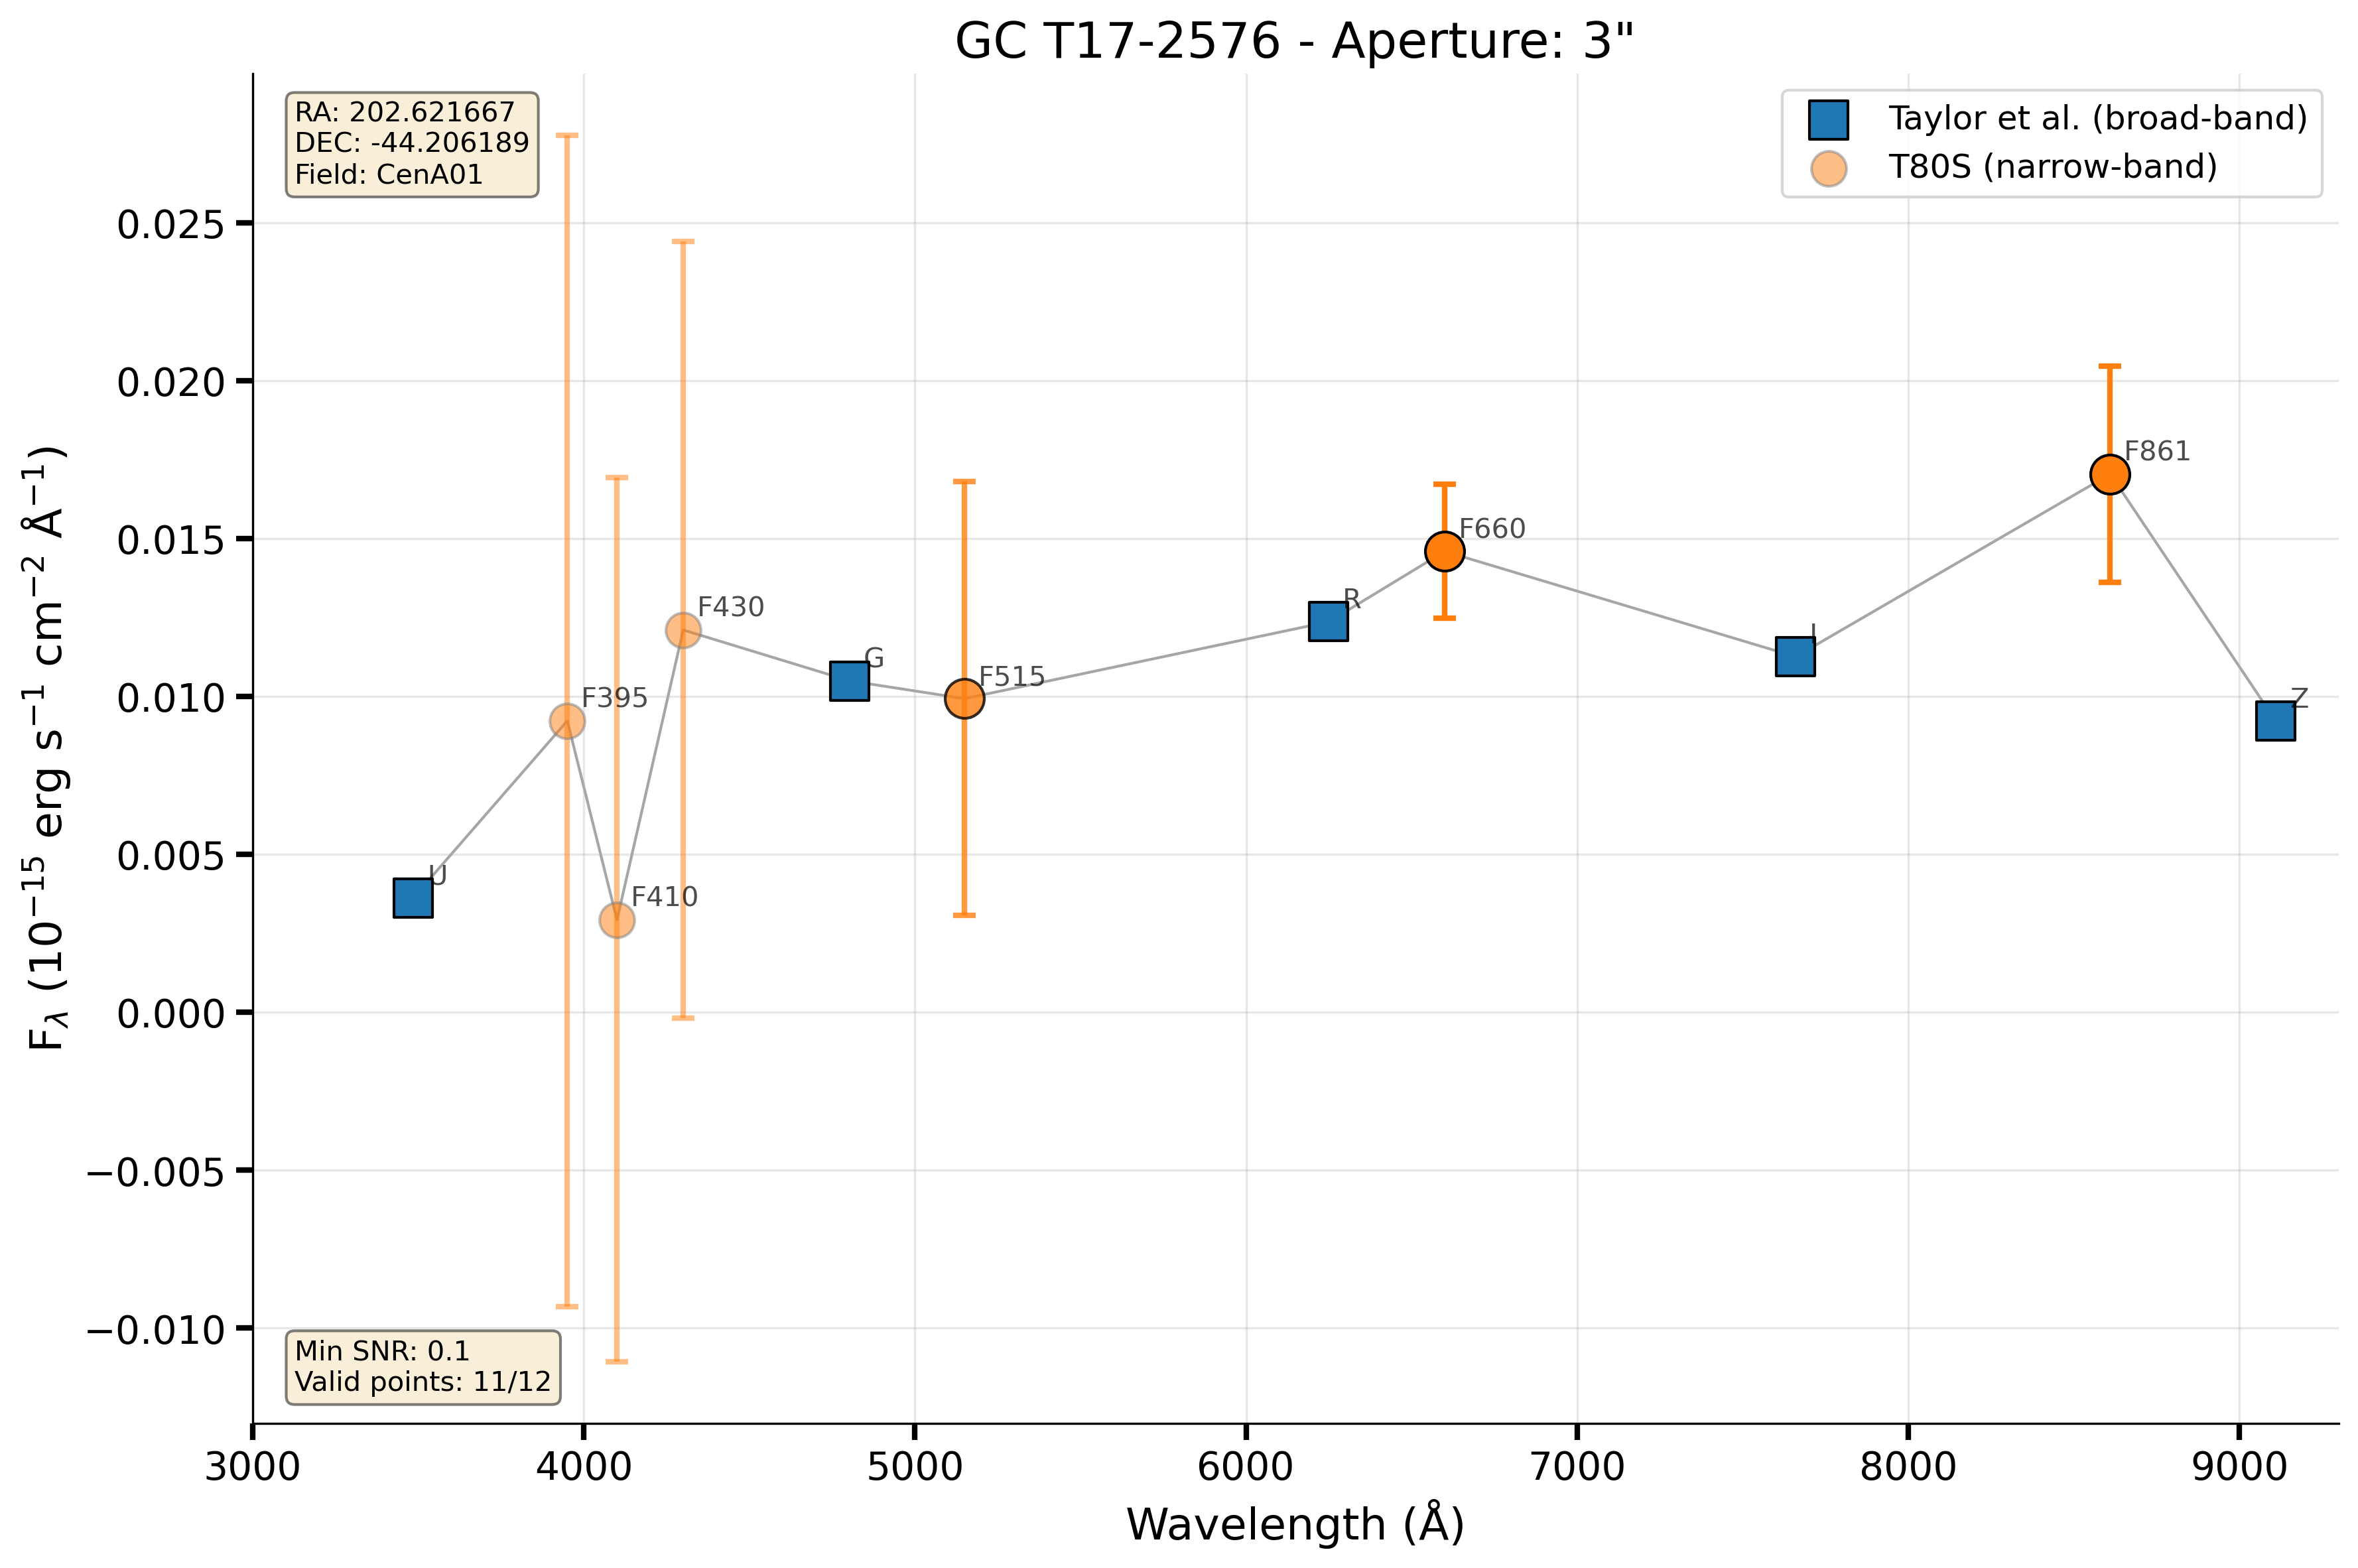 GC T17-2576 - Aperture: 3"
RA: 202.621667
DEC: -44.206189
Field: CenA01
Taylor et al. (broad-band)
T80S (narrow-band)
0.025
0.020
0.015
0.010
0.005
0.000
−0.005
−0.010
F_λ (10⁻¹⁵ erg s⁻¹ cm⁻² Å⁻¹)
U
F395
F410
F430
G
F515
R
F660
I
F861
Z
Min SNR: 0.1
Valid points: 11/12
3000
4000
5000
6000
7000
8000
9000
Wavelength (Å)